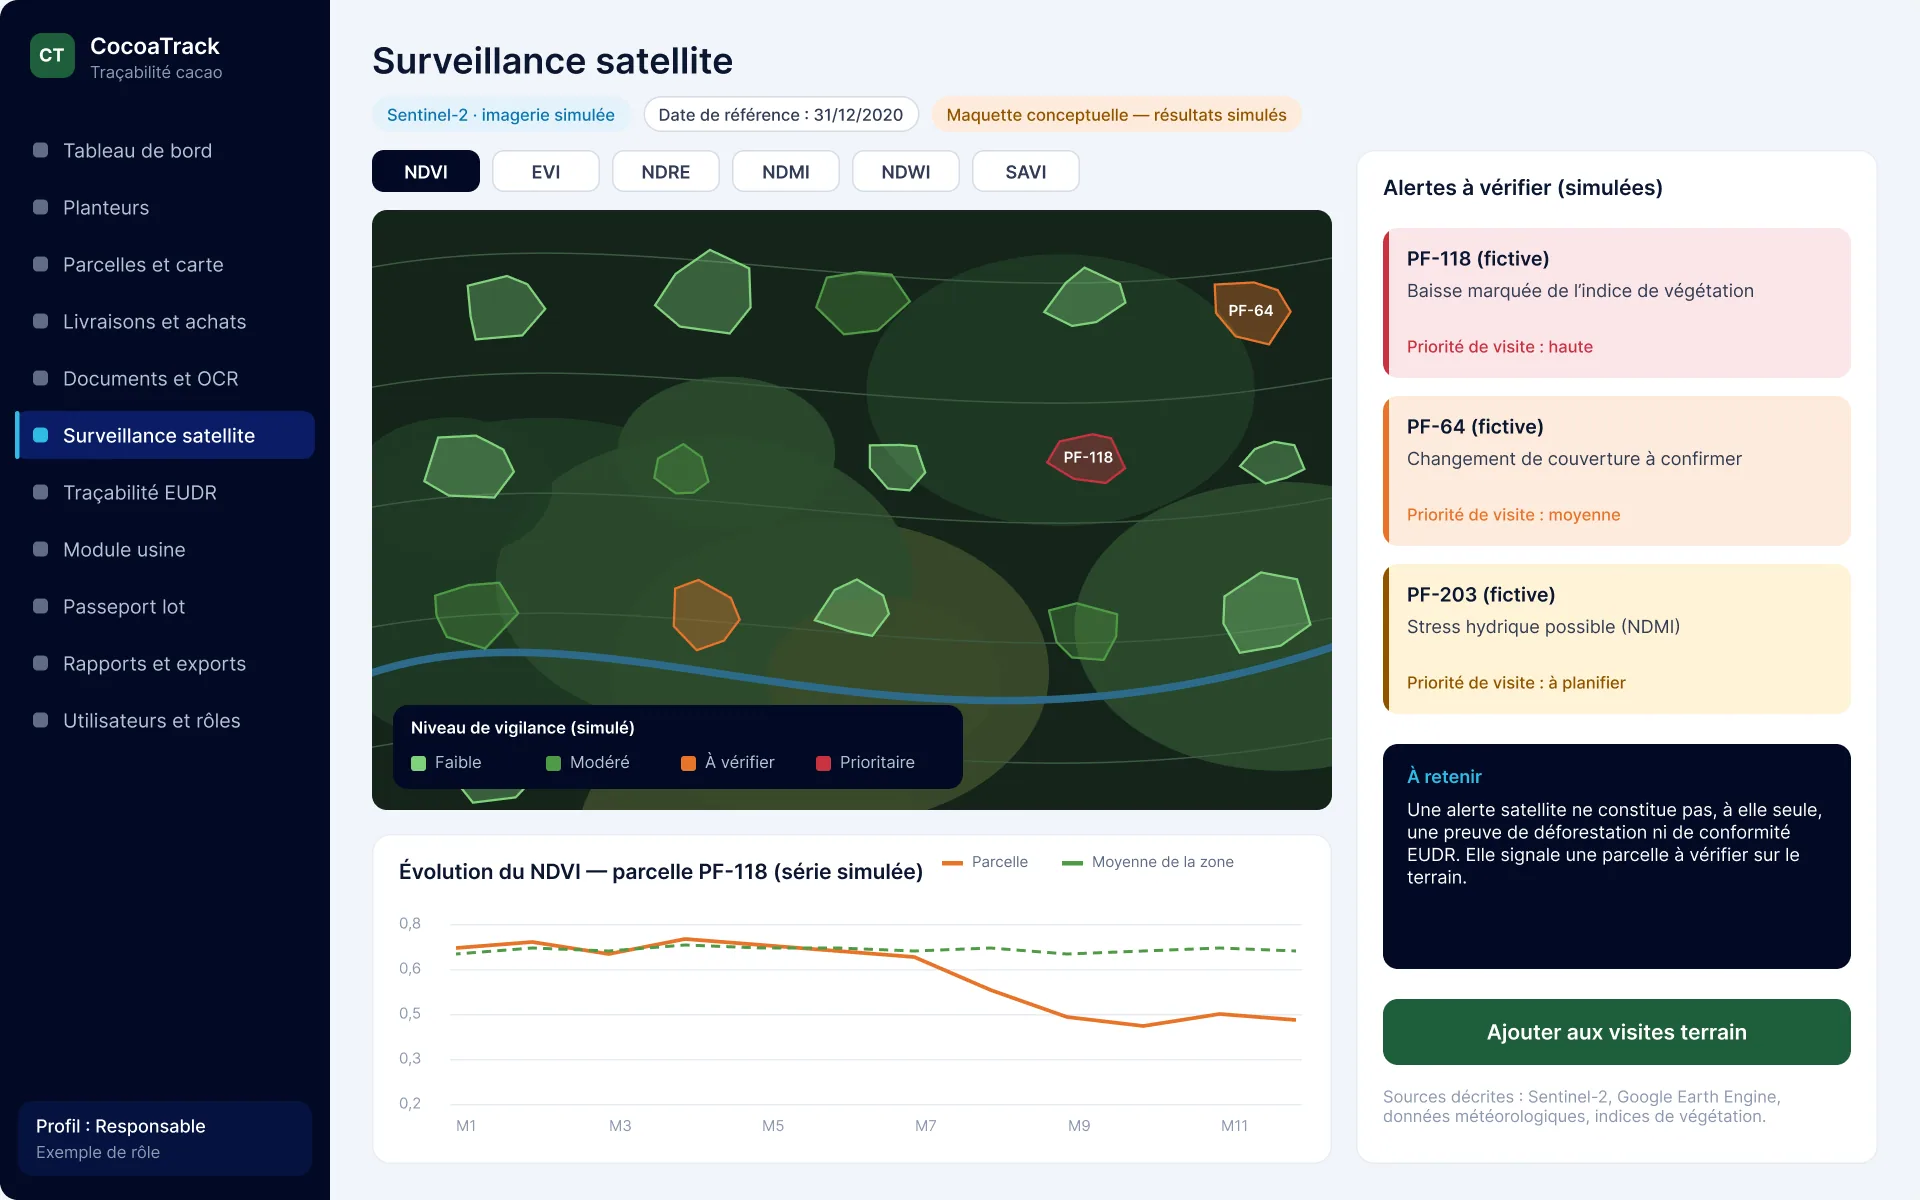 CT
CocoaTrack
Traçabilité cacao
Tableau de bord
Planteurs
Parcelles et carte
Livraisons et achats
Documents et OCR
Surveillance satellite
Traçabilité EUDR
Module usine
Passeport lot
Rapports et exports
Utilisateurs et rôles
Profil : Responsable
Exemple de rôle
Surveillance satellite
Sentinel-2 · imagerie simulée
Date de référence : 31/12/2020
Maquette conceptuelle — résultats simulés
NDVI
EVI
NDRE
NDMI
NDWI
SAVI
PF-64
PF-118
Niveau de vigilance (simulé)
Faible
Modéré
À vérifier
Prioritaire
Évolution du NDVI — parcelle PF-118 (série simulée)
Parcelle
Moyenne de la zone
0,8
0,6
0,5
0,3
0,2
M1
M3
M5
M7
M9
M11
Alertes à vérifier (simulées)
PF-118 (fictive)
Baisse marquée de l’indice de végétation
Priorité de visite : haute
PF-64 (fictive)
Changement de couverture à confirmer
Priorité de visite : moyenne
PF-203 (fictive)
Stress hydrique possible (NDMI)
Priorité de visite : à planifier
À retenir
Une alerte satellite ne constitue pas, à elle seule,
une preuve de déforestation ni de conformité
EUDR. Elle signale une parcelle à vérifier sur le
terrain.
Ajouter aux visites terrain
Sources décrites : Sentinel-2, Google Earth Engine,
données météorologiques, indices de végétation.